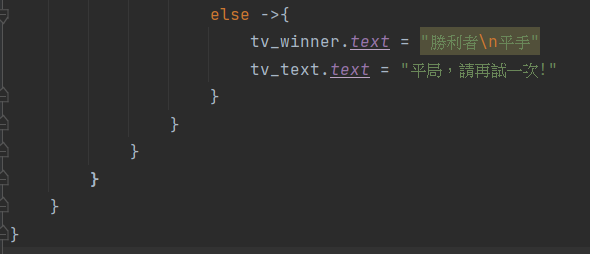 else ->{
tv_winner.text = "勝利者\n平手"
tv_text.text = "平局，請再試一次!"
}
}
}
}
}
}